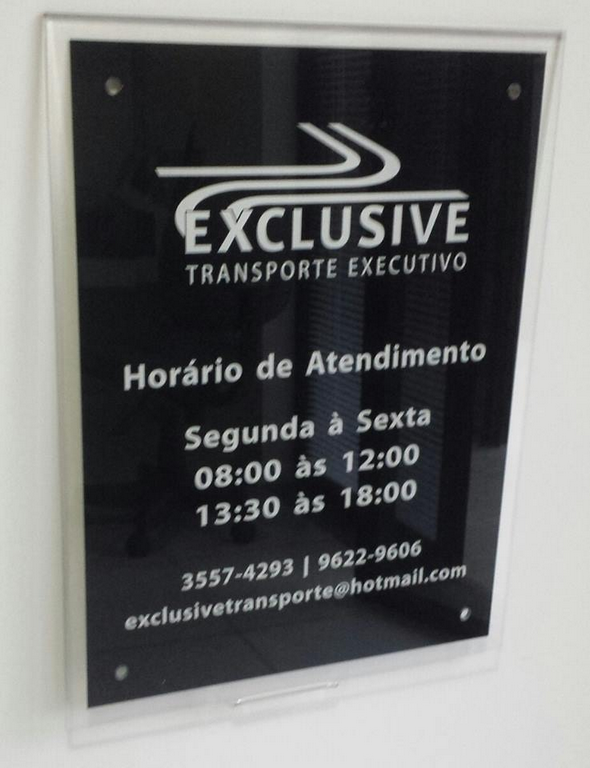 EXCLUSIVE
TRANSPORTE EXECUTIVO
Horário de Atendimento
Segunda à Sexta
08:00 às 12:00
13:30 às 18:00
3557-4293 | 9622-9606
exclusivetransporte@hotmail.com